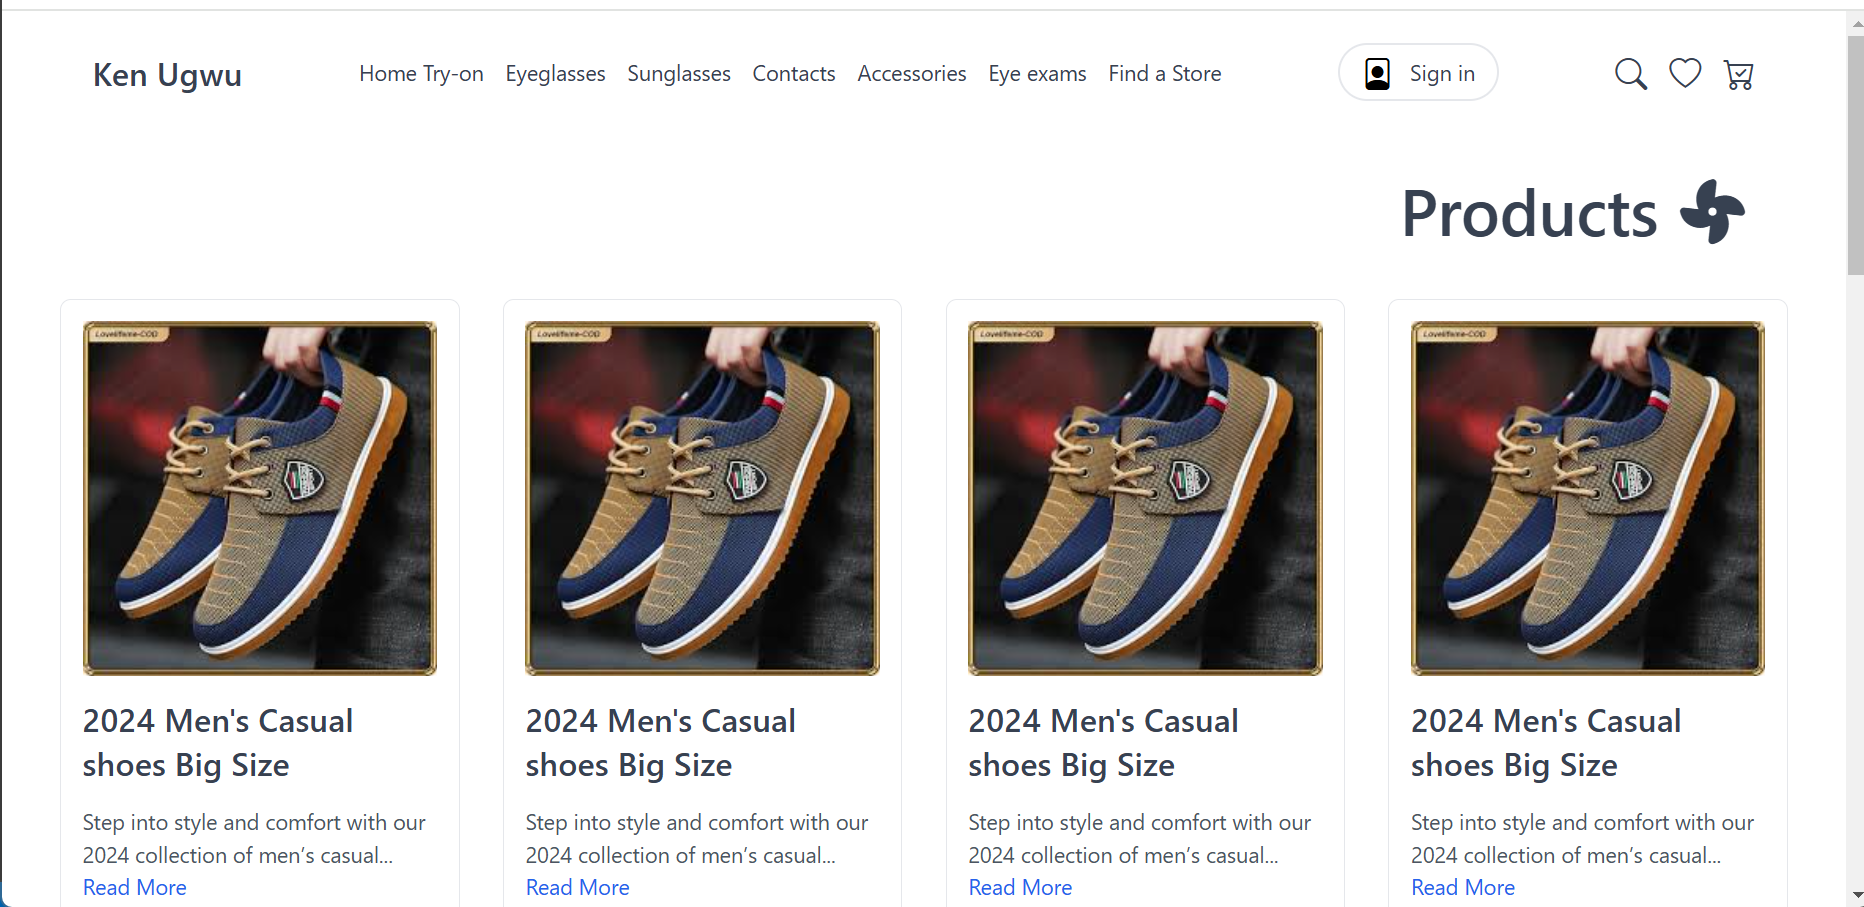 Ken Ugwu
Home Try-on Eyeglasses Sunglasses Contacts Accessories Eye exams Find a Store
Sign in
Products
Lovelifeme-COD
Lovelifeme-COD
Lovelifeme-COD
Lovelifeme-COD
2024 Men's Casual
shoes Big Size
Step into style and comfort with our
2024 collection of men’s casual...
Read More
2024 Men's Casual
shoes Big Size
Step into style and comfort with our
2024 collection of men’s casual...
Read More
2024 Men's Casual
shoes Big Size
Step into style and comfort with our
2024 collection of men’s casual...
Read More
2024 Men's Casual
shoes Big Size
Step into style and comfort with our
2024 collection of men’s casual...
Read More